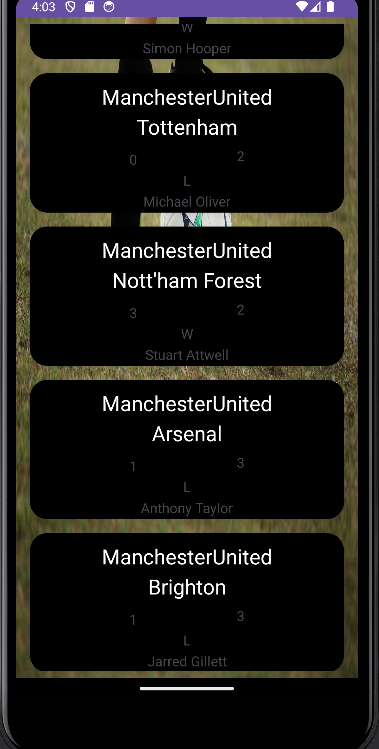 4:03
W
Simon Hooper
ManchesterUnited
Tottenham
0 2
L
Michael Oliver
ManchesterUnited
Nott'ham Forest
3 2
W
Stuart Attwell
ManchesterUnited
Arsenal
1 3
L
Anthony Taylor
ManchesterUnited
Brighton
1 3
L
Jarred Gillett